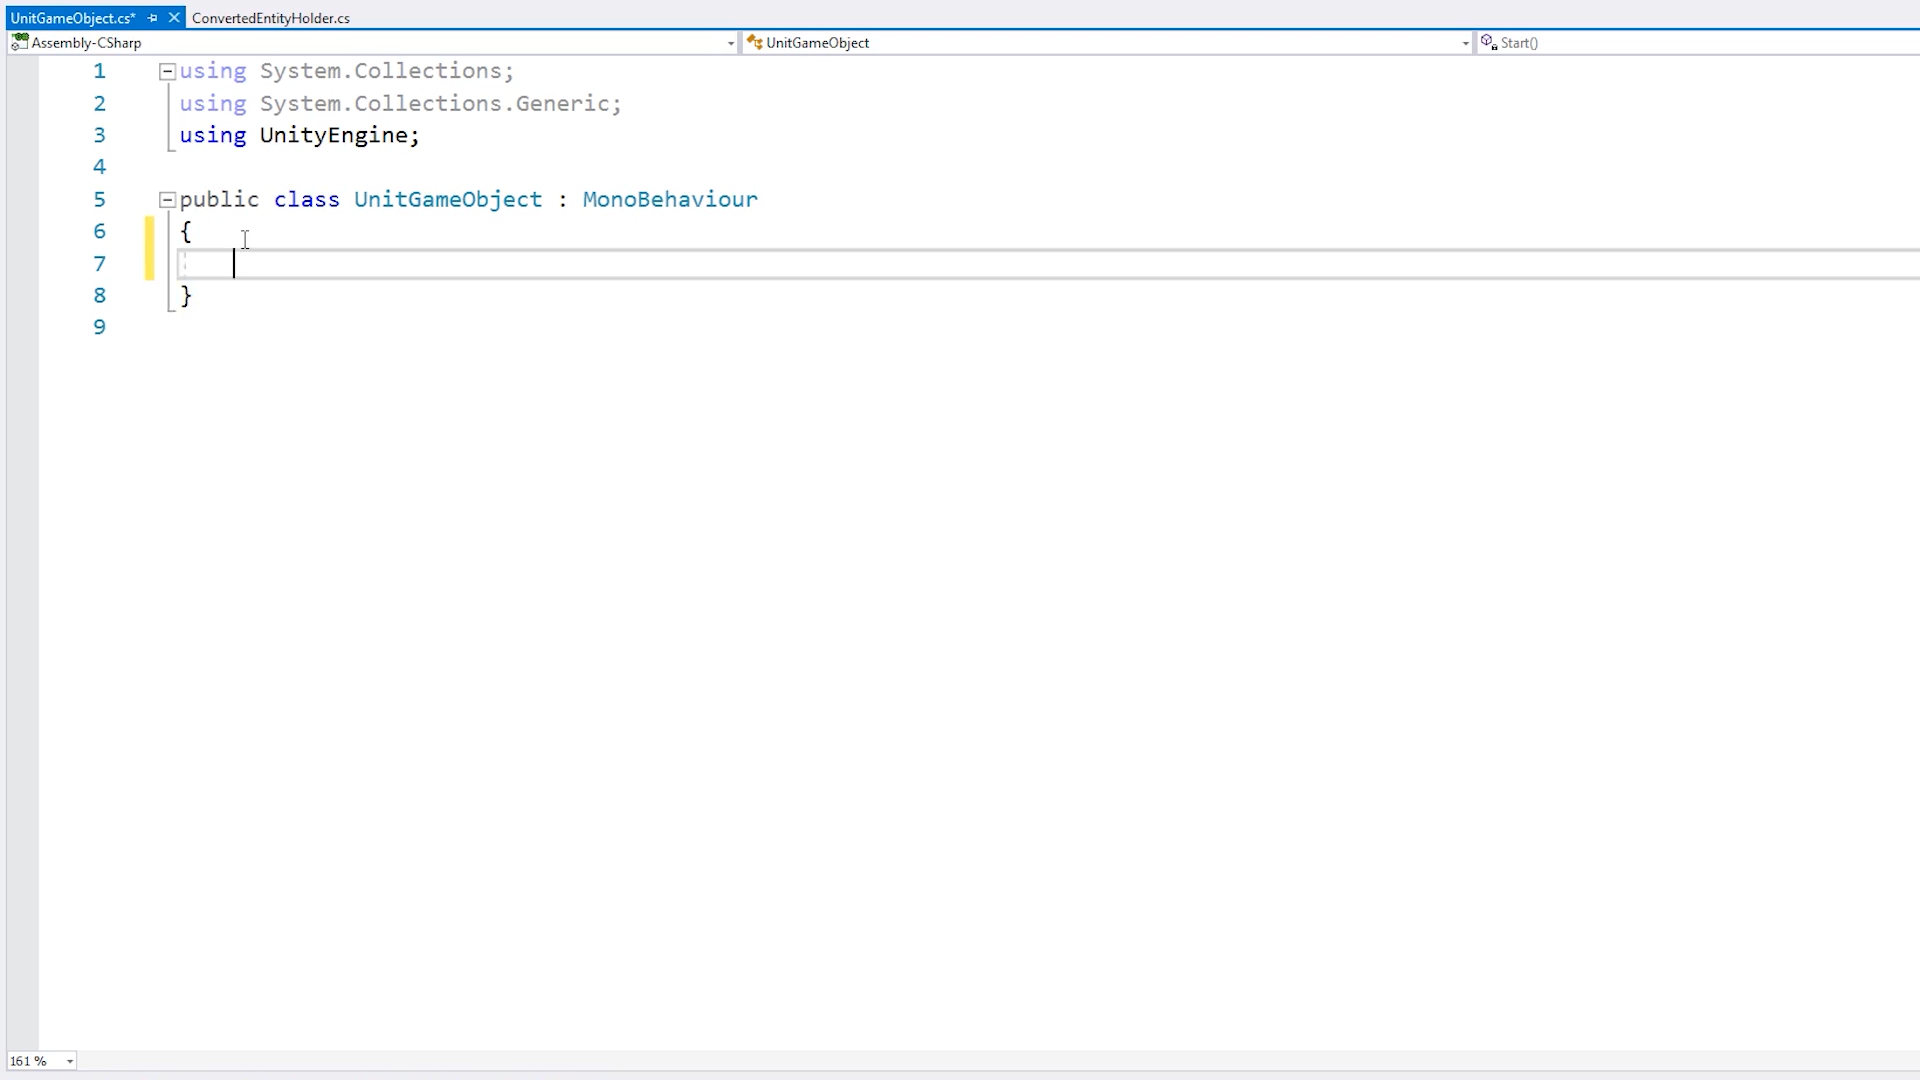 UnitGameObject.cs* ConvertedEntityHolder.cs
Assembly-CSharp UnitGameObject Start()
1 using System.Collections;
2 using System.Collections.Generic;
3 using UnityEngine;
4
5 public class UnitGameObject : MonoBehaviour
6 {
7
8 }
9
161 %